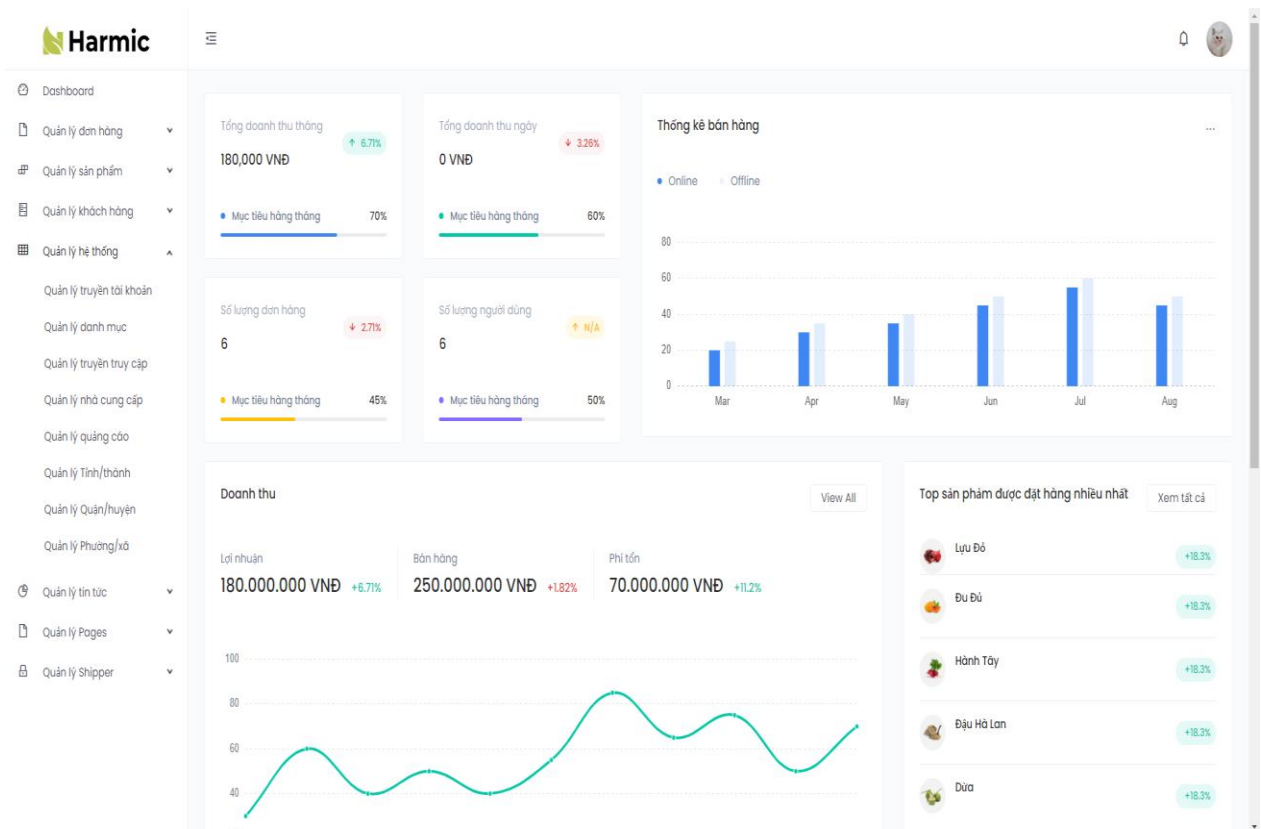 Harmic
Dashboard
Quản lý đơn hàng
Quản lý sản phẩm
Quản lý khách hàng
Quản lý hệ thống
Quản lý truyền tài khoản
Quản lý danh mục
Quản lý truyền truy cập
Quản lý nhà cung cấp
Quản lý quảng cáo
Quản lý Tỉnh/thành
Quản lý Quận/huyện
Quản lý Phường/xã
Quản lý tin tức
Quản lý Pages
Quản lý Shipper
Tổng doanh thu tháng
6.71%
180,000 VNĐ
Mục tiêu hàng tháng 70%
Tổng doanh thu ngày
3.26%
0 VNĐ
Mục tiêu hàng tháng 60%
Số lượng đơn hàng
2.71%
6
Mục tiêu hàng tháng 45%
Số lượng người dùng
N/A
6
Mục tiêu hàng tháng 50%
Thống kê bán hàng ...
Online Offline
80
60
40
20
0
Mar Apr May Jun Jul Aug
Doanh thu View All
Lợi nhuận Bán hàng Phí tổn
180.000.000 VNĐ +6.71% 250.000.000 VNĐ +1.82% 70.000.000 VNĐ +11.2%
100
80
60
40
Top sản phẩm được đặt hàng nhiều nhất Xem tất cả
Lựu Đỏ +18.3%
Đu Đủ +18.3%
Hành Tây +18.3%
Đậu Hà Lan +18.3%
Dừa +18.3%